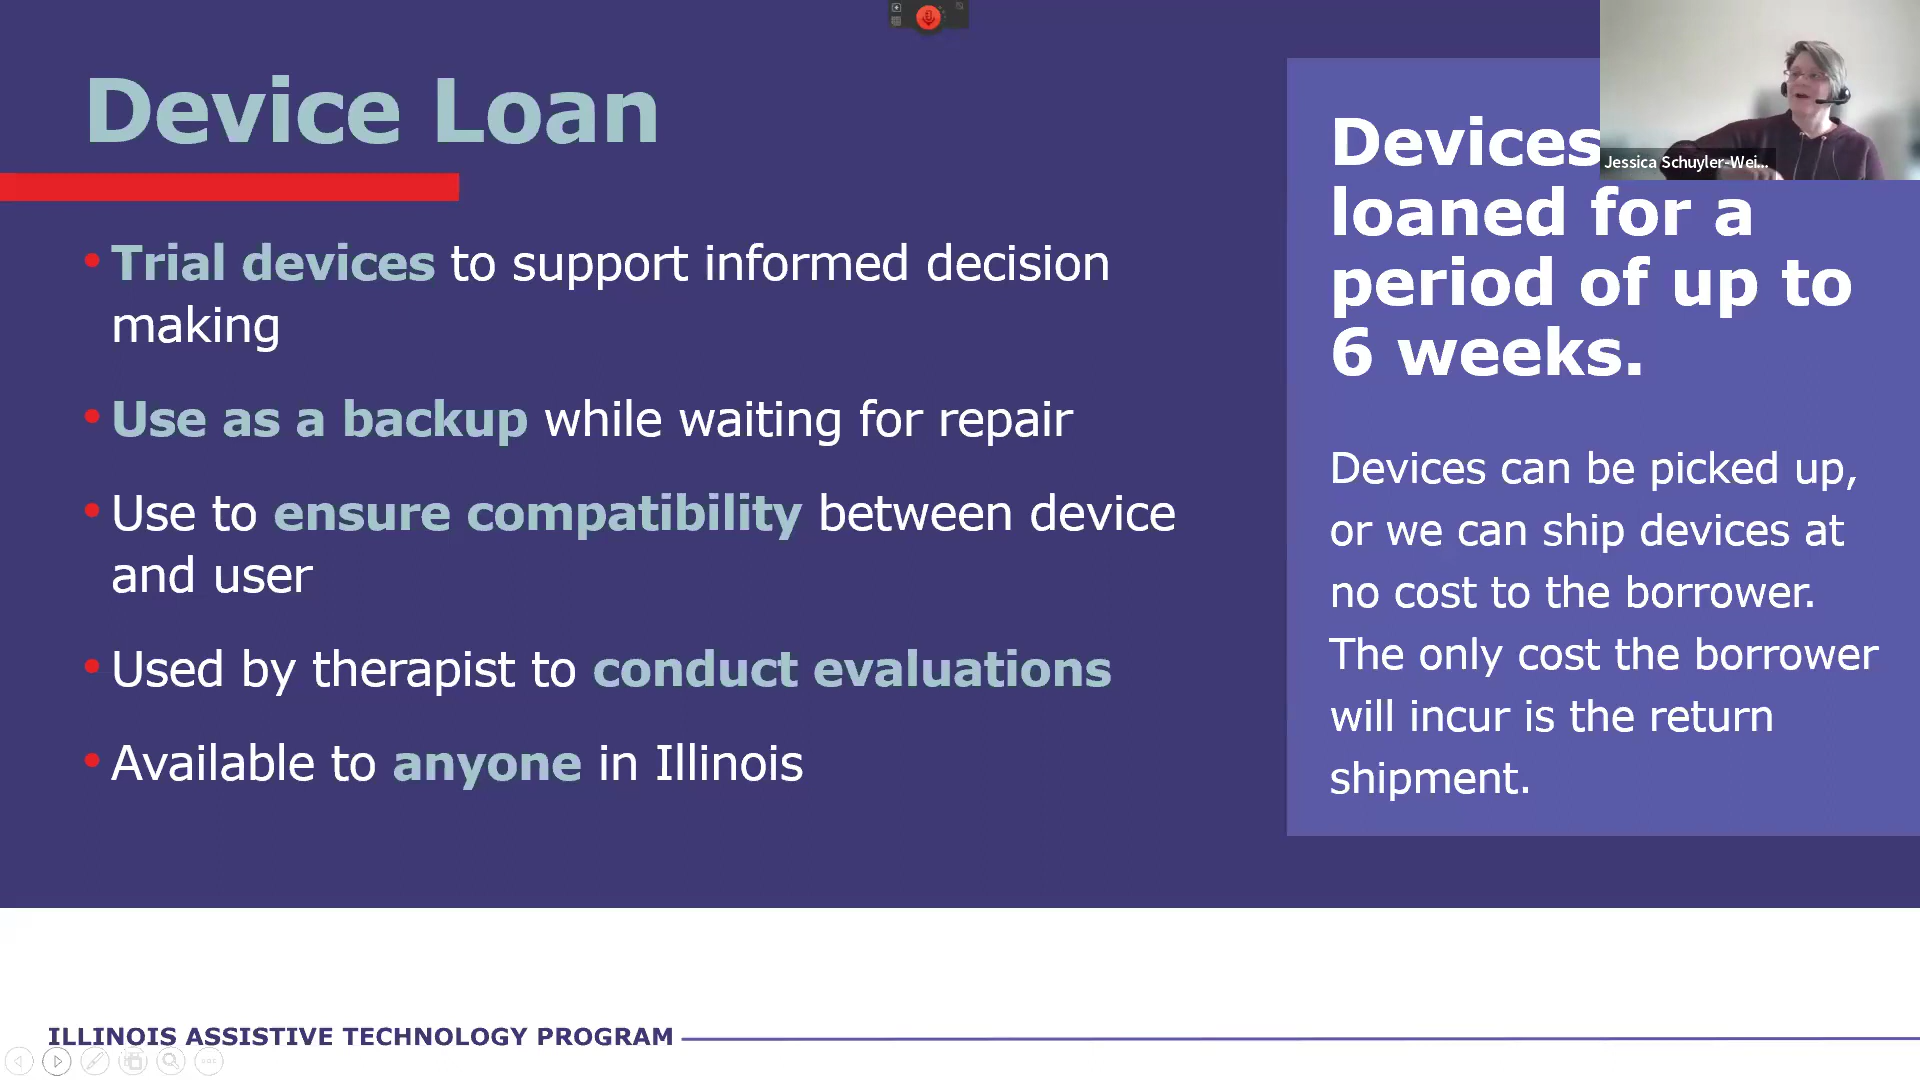 Device Loan
• Trial devices to support informed decision
making
• Use as a backup while waiting for repair
• Use to ensure compatibility between device
and user
• Used by therapist to conduct evaluations
• Available to anyone in Illinois
Devices
loaned for a
period of up to
6 weeks.
Devices can be picked up,
or we can ship devices at
no cost to the borrower.
The only cost the borrower
will incur is the return
shipment.
Jessica Schuyler-Wei...
ILLINOIS ASSISTIVE TECHNOLOGY PROGRAM